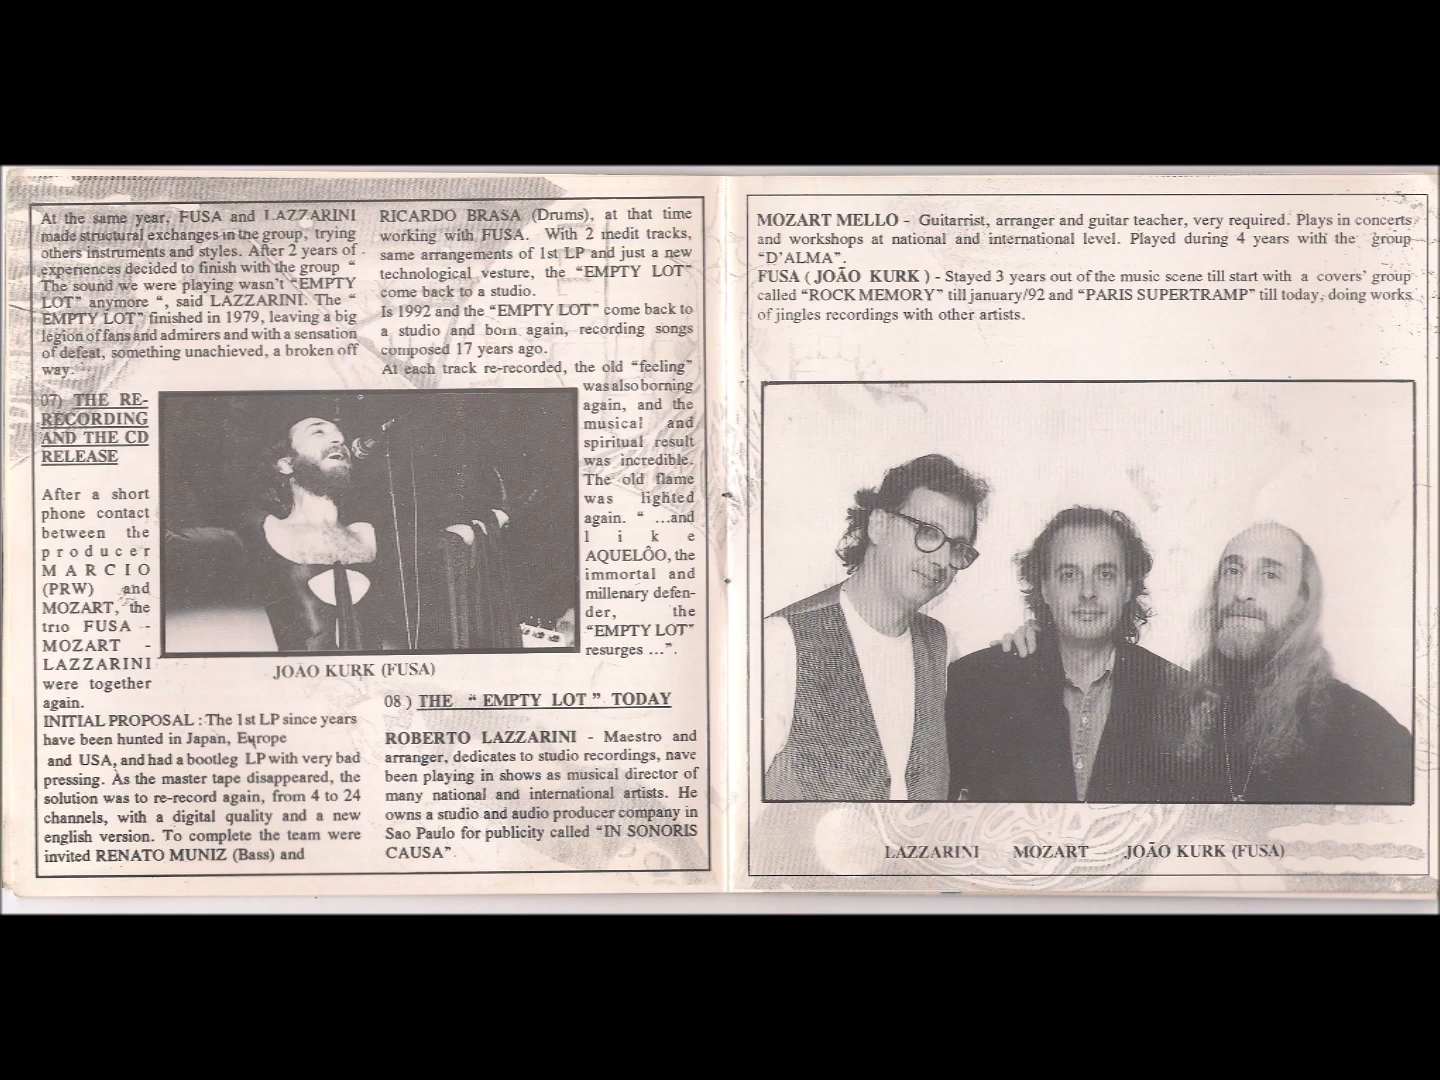 At the same year, FUSA and LAZZARINI
made structural exchanges in the group, trying
others instruments and styles. After 2 years of
experiences decided to finish with the group “
The sound we were playing wasn't “EMPTY
LOT” anymore “, said LAZZARINI. The “
EMPTY LOT” finished in 1979, leaving a big
legion of fans and admirers and with a sensation
of defeat, something unachieved, a broken off
way.
07) THE RE-
RECORDING
AND THE CD
RELEASE
After a short
phone contact
between the
producer
MARCIO
(PRW) and
MOZART, the
trio FUSA -
MOZART -
LAZZARINI
were together
again.
INITIAL PROPOSAL : The 1st LP since years
have been hunted in Japan, Europe
and USA, and had a bootleg LP with very bad
pressing. Às the master tape disappeared, the
solution was to re-record again, from 4 to 24
channels, with a digital quality and a new
english version. To complete the team were
invited RENATO MUNIZ (Bass) and
RICARDO BRASA (Drums), at that time
working with FUSA. With 2 inedit tracks,
same arrangements of 1st LP and just a new
technological vesture, the “EMPTY LOT”
come back to a studio.
Is 1992 and the “EMPTY LOT” come back to
a studio and born again, recording songs
composed 17 years ago.
At each track re-recorded, the old “feeling”
was also borning
again, and the
musical and
spiritual result
was incredible.
The old flame
was lighted
again. “ ...and
l i k e
AQUELÔO, the
immortal and
millenary defen-
der, the
“EMPTY LOT”
resurges ...”.
JOÃO KURK (FUSA)
08 ) THE “ EMPTY LOT ” TODAY
ROBERTO LAZZARINI - Maestro and
arranger, dedicates to studio recordings, have
been playing in shows as musical director of
many national and international artists. He
owns a studio and audio producer company in
Sao Paulo for publicity called “IN SONORIS
CAUSA”.
MOZART MELLO - Guitarrist, arranger and guitar teacher, very required. Plays in concerts
and workshops at national and international level. Played during 4 years with the group
“D'ALMA”.
FUSA ( JOÃO KURK ) - Stayed 3 years out of the music scene till start with a covers' group
called “ROCK MEMORY” till january/92 and “PARIS SUPERTRAMP” till today, doing works
of jingles recordings with other artists.
LAZZARINI MOZART JOÃO KURK (FUSA)